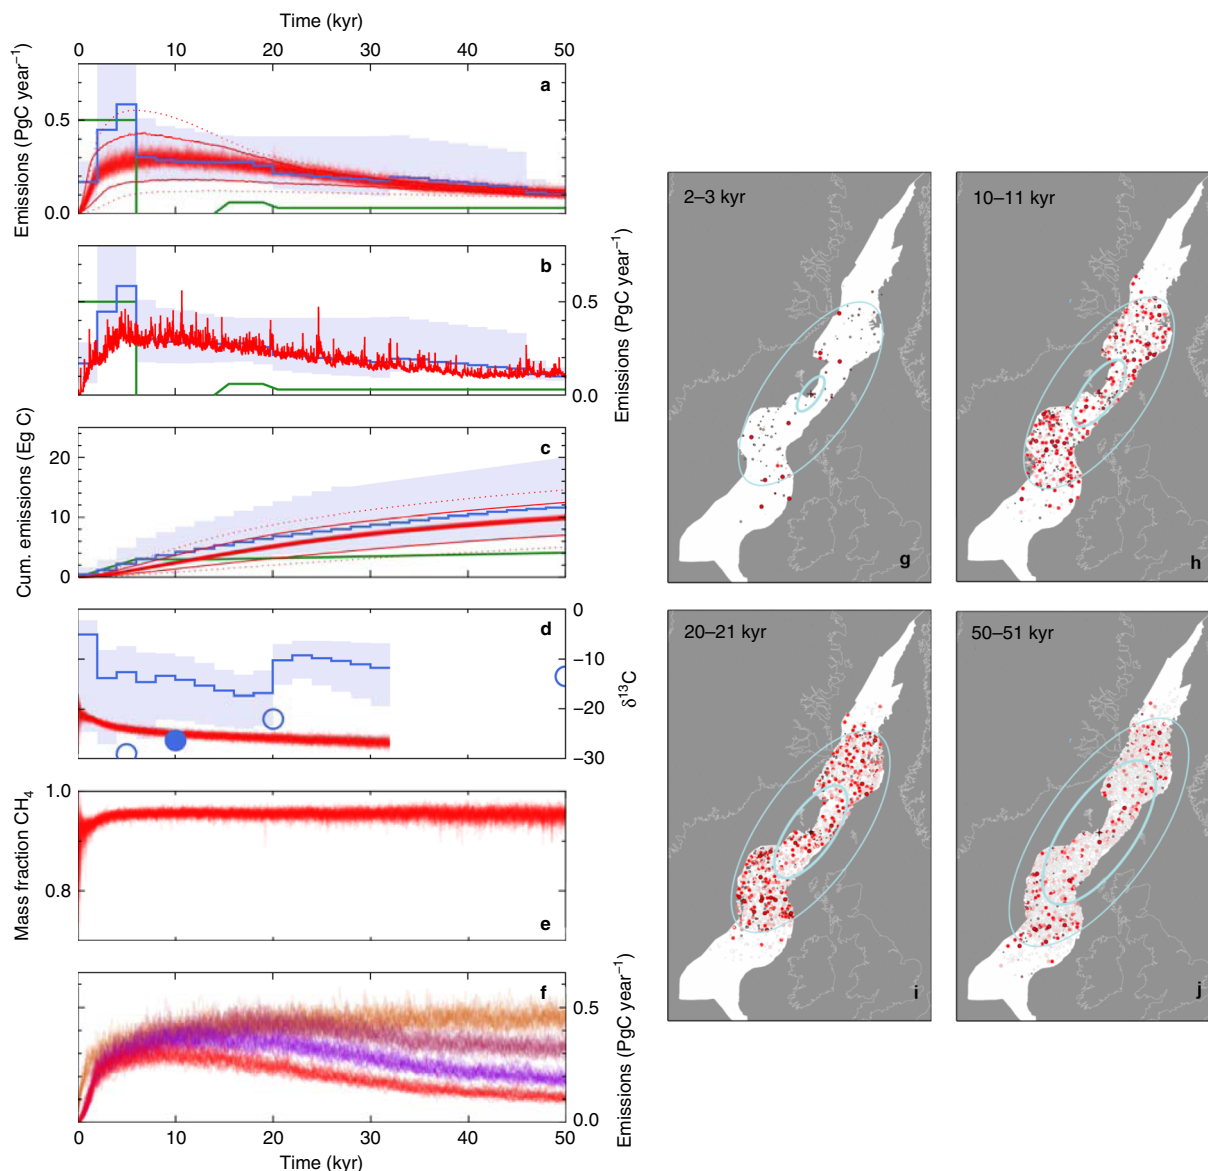 Time (kyr)
0 10 20 30 40 50
Emissions (PgC year⁻¹)
0.5
0.0
a
b
0.5
0.0
Emissions (PgC year⁻¹)
Cum. emissions (Eg C)
20
10
0
c
d
0
−10
−20
−30
δ¹³C
Mass fraction CH₄
1.0
0.8
e
f
0.5
0.0
Emissions (PgC year⁻¹)
0 10 20 30 40 50
Time (kyr)
2–3 kyr
g
10–11 kyr
h
20–21 kyr
i
50–51 kyr
j